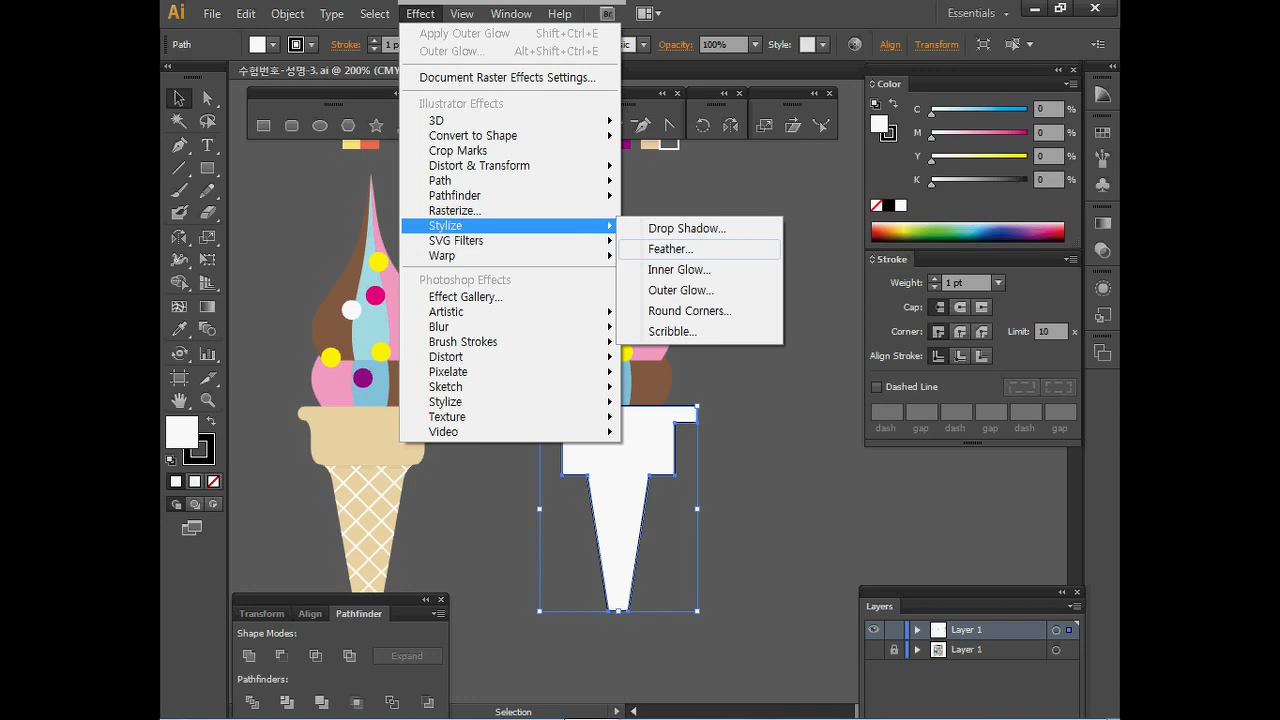 Ai File Edit Object Type Select Effect View Window Help Br Essentials
Path Stroke: 1 p Opacity: 100% Style: Align Transform
수험번호-성명-3.ai @ 200% (CMY
Apply Outer Glow Shift+Ctrl+E
Outer Glow... Alt+Shift+Ctrl+E
Document Raster Effects Settings...
Illustrator Effects
3D
Convert to Shape
Crop Marks
Distort & Transform
Path
Pathfinder
Rasterize...
Stylize
SVG Filters
Warp
Photoshop Effects
Effect Gallery...
Artistic
Blur
Brush Strokes
Distort
Pixelate
Sketch
Stylize
Texture
Video
Drop Shadow...
Feather...
Inner Glow...
Outer Glow...
Round Corners...
Scribble...
Color
C 0 %
M 0 %
Y 0 %
K 0 %
Stroke
Weight: 1 pt
Cap:
Corner: Limit: 10 x
Align Stroke:
Dashed Line
dash gap dash gap dash gap
Transform Align Pathfinder
Shape Modes:
Expand
Pathfinders:
Layers
Layer 1
Layer 1
Selection